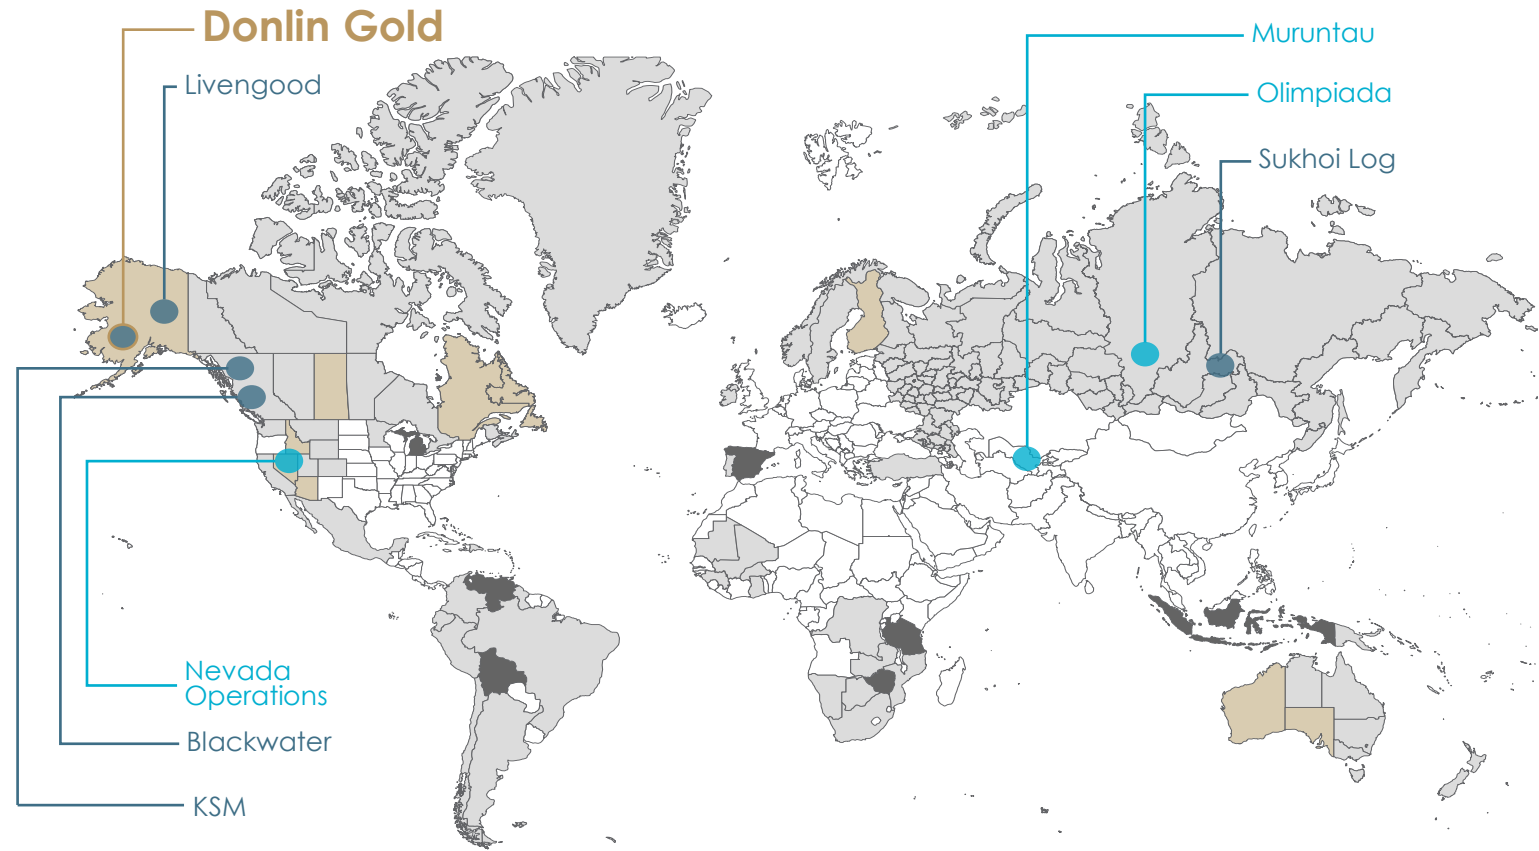 Donlin Gold
Livengood
Muruntau
Olimpiada
Sukhoi Log
Nevada
Operations
Blackwater
KSM